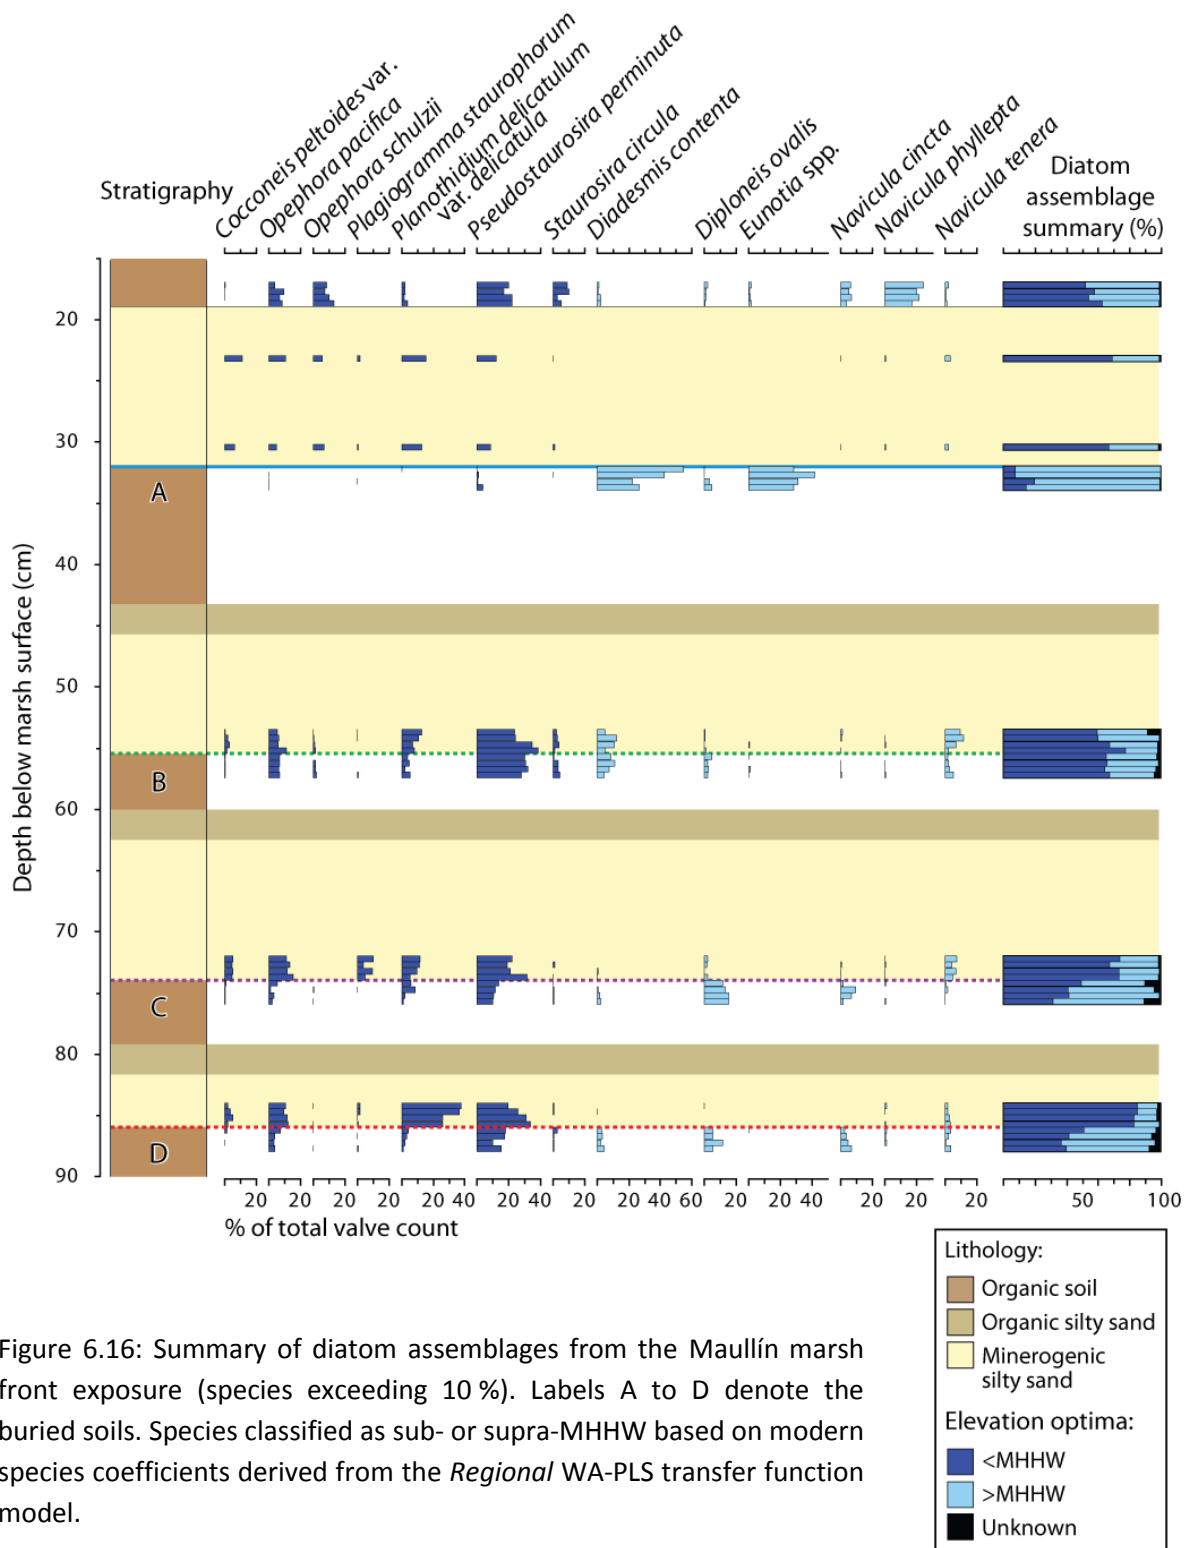 Stratigraphy
Cocconeis peltoides var.
Opephora pacifica
Opephora schulzii
Plagiogramma staurophorum
Planothidium delicatulum
var. delicatula
Pseudostaurosira perminuta
Staurosira circula
Diadesmis contenta
Diploneis ovalis
Eunotia spp.
Navicula cincta
Navicula phyllepta
Navicula tenera
Diatom
assemblage
summary (%)
Depth below marsh surface (cm)
20
30
A
40
50
B
60
70
C
80
D
90
20 20 20 20 20 40 20 40 20 20 40 60 20 20 40 20 20 20 50 100
% of total valve count
Lithology:
Organic soil
Organic silty sand
Minerogenic
silty sand
Elevation optima:
<MHHW
>MHHW
Unknown
Figure 6.16: Summary of diatom assemblages from the Maullín marsh
front exposure (species exceeding 10 %). Labels A to D denote the
buried soils. Species classified as sub- or supra-MHHW based on modern
species coefficients derived from the Regional WA-PLS transfer function
model.